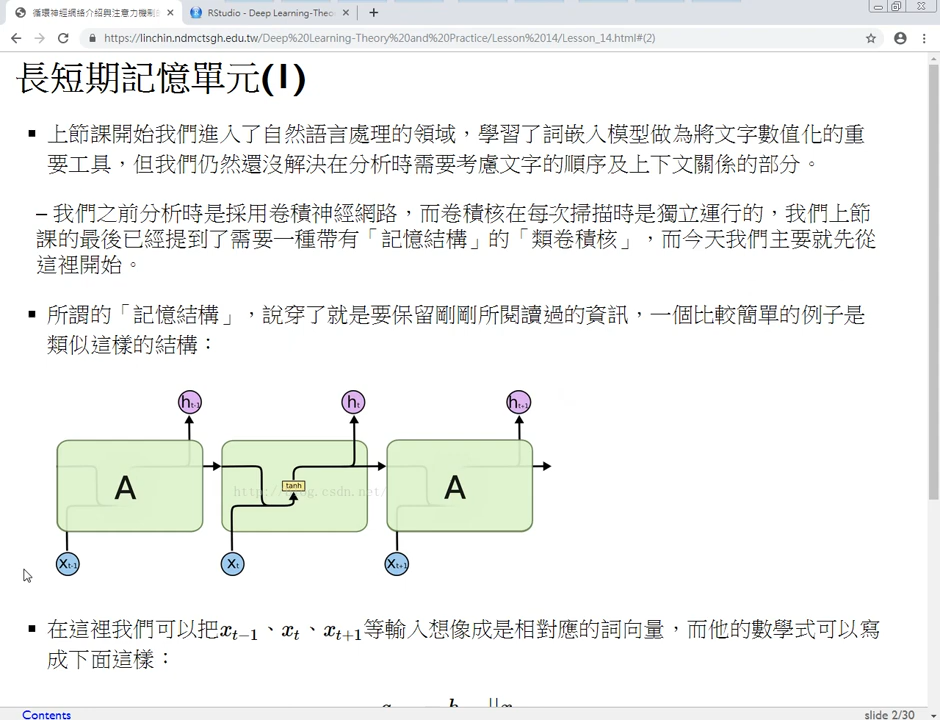 循環神經網絡介紹與注意力機制
RStudio - Deep Learning-Theo
https://linchin.ndmctsgh.edu.tw/Deep%20Learning-Theory%20and%20Practice/Lesson%2014/Lesson_14.html#(2)
長短期記憶單元(1)
上節課開始我們進入了自然語言處理的領域，學習了詞嵌入模型做為將文字數值化的重
要工具，但我們仍然還沒解決在分析時需要考慮文字的順序及上下文關係的部分。
– 我們之前分析時是採用卷積神經網路，而卷積核在每次掃描時是獨立運行的，我們上節
課的最後已經提到了需要一種帶有「記憶結構」的「類卷積核」，而今天我們主要就先從
這裡開始。
所謂的「記憶結構」，說穿了就是要保留剛剛所閱讀過的資訊，一個比較簡單的例子是
類似這樣的結構：
h_{t-1} h_t h_{t+1}
A tanh A
x_{t-1} x_t x_{t+1}
在這裡我們可以把x_{t−1}、x_t、x_{t+1}等輸入想像成是相對應的詞向量，而他的數學式可以寫
成下面這樣：
Contents slide 2/30